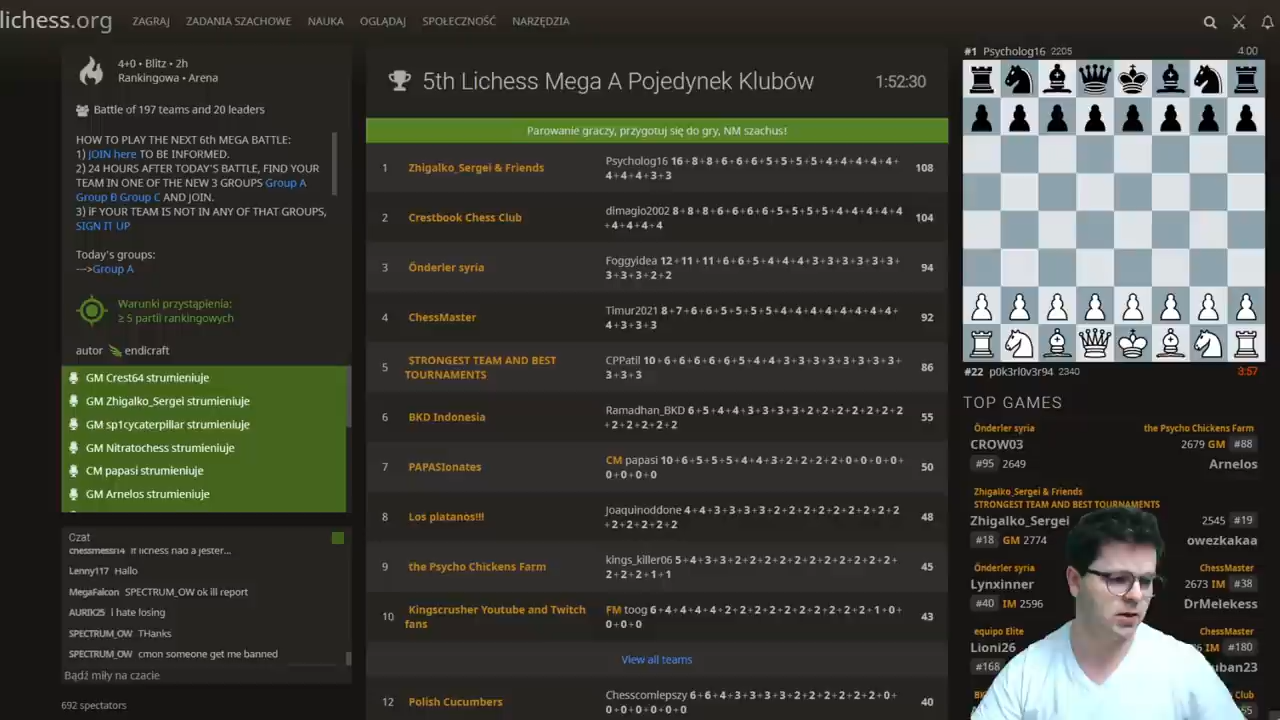 lichess.org ZAGRAJ ZADANIA SZACHOWE NAUKA OGLĄDAJ SPOŁECZNOŚĆ NARZĘDZIA
4+0 • Blitz • 2h
Rankingowa • Arena
Battle of 197 teams and 20 leaders
HOW TO PLAY THE NEXT 6th MEGA BATTLE:
1) JOIN here TO BE INFORMED.
2) 24 HOURS AFTER TODAY'S BATTLE, FIND YOUR
TEAM IN ONE OF THE NEW 3 GROUPS Group A
Group B Group C AND JOIN.
3) iF YOUR TEAM IS NOT IN ANY OF THAT GROUPS,
SIGN IT UP
Today's groups:
--->Group A
Warunki przystąpienia:
≥ 5 partii rankingowych
autor endicraft
GM Crest64 strumieniuje
GM Zhigalko_Sergei strumieniuje
GM sp1cycaterpillar strumieniuje
GM Nitratochess strumieniuje
CM papasi strumieniuje
GM Arnelos strumieniuje
Czat
Lenny117 Hallo
MegaFalcon SPECTRUM_OW ok ill report
AURIK25 I hate losing
SPECTRUM_OW THanks
SPECTRUM_OW cmon someone get me banned
Bądź miły na czacie
692 spectators
5th Lichess Mega A Pojedynek Klubów 1:52:30
Parowanie graczy, przygotuj się do gry, NM szachus!
1 Zhigalko_Sergei & Friends Psycholog16 16+8+8+6+6+6+5+5+5+5+4+4+4+4+4+ 108
4+4+4+3+3
2 Crestbook Chess Club dimagio2002 8+8+8+6+6+6+6+5+5+5+5+4+4+4+4 104
+4+4+4+4
3 Önderler syria Foggyidea 12+11+11+6+6+5+4+4+4+3+3+3+3+3+3+ 94
3+3+3+2+2
4 ChessMaster Timur2021 8+7+6+6+5+5+5+5+4+4+4+4+4+4+4+4+ 92
4+3+3+3
5 STRONGEST TEAM AND BEST CPPatil 10+6+6+6+6+6+5+4+4+3+3+3+3+3+3+3+3+ 86
TOURNAMENTS 3+3+3
6 BKD Indonesia Ramadhan_BKD 6+5+4+4+3+3+3+3+2+2+2+2+2+2+2 55
+2+2+2+2+2
7 PAPASIonates CM papasi 10+6+5+5+5+4+4+3+2+2+2+2+0+0+0+0+ 50
0+0+0+0
8 Los platanos!!! Joaquinoddone 4+4+3+3+3+3+2+2+2+2+2+2+2+2+2 48
+2+2+2+2+2
9 the Psycho Chickens Farm kings_killer06 5+4+3+3+2+2+2+2+2+2+2+2+2+2+2+ 45
2+2+2+1+1
10 Kingscrusher Youtube and Twitch FM toog 6+4+4+4+4+2+2+2+2+2+2+2+2+2+1+0+ 43
fans 0+0+0
View all teams
12 Polish Cucumbers Chesscomlepszy 6+6+4+3+3+3+3+2+2+2+2+2+2+0+ 40
0+0+0+0+0+0
#1 Psycholog16 2205 4:00
#22 p0k3rl0v3r94 2340 3:57
TOP GAMES
Önderler syria the Psycho Chickens Farm
CROW03 2679 GM #88
#95 2649 Arnelos
Zhigalko_Sergei & Friends
STRONGEST TEAM AND BEST TOURNAMENTS
Zhigalko_Sergei 2545 #19
#18 GM 2774 owezkakaa
Önderler syria ChessMaster
Lynxinner 2673 IM #38
#40 IM 2596 DrMelekess
equipo Elite ChessMaster
Lioni26 IM #180
#168
Club